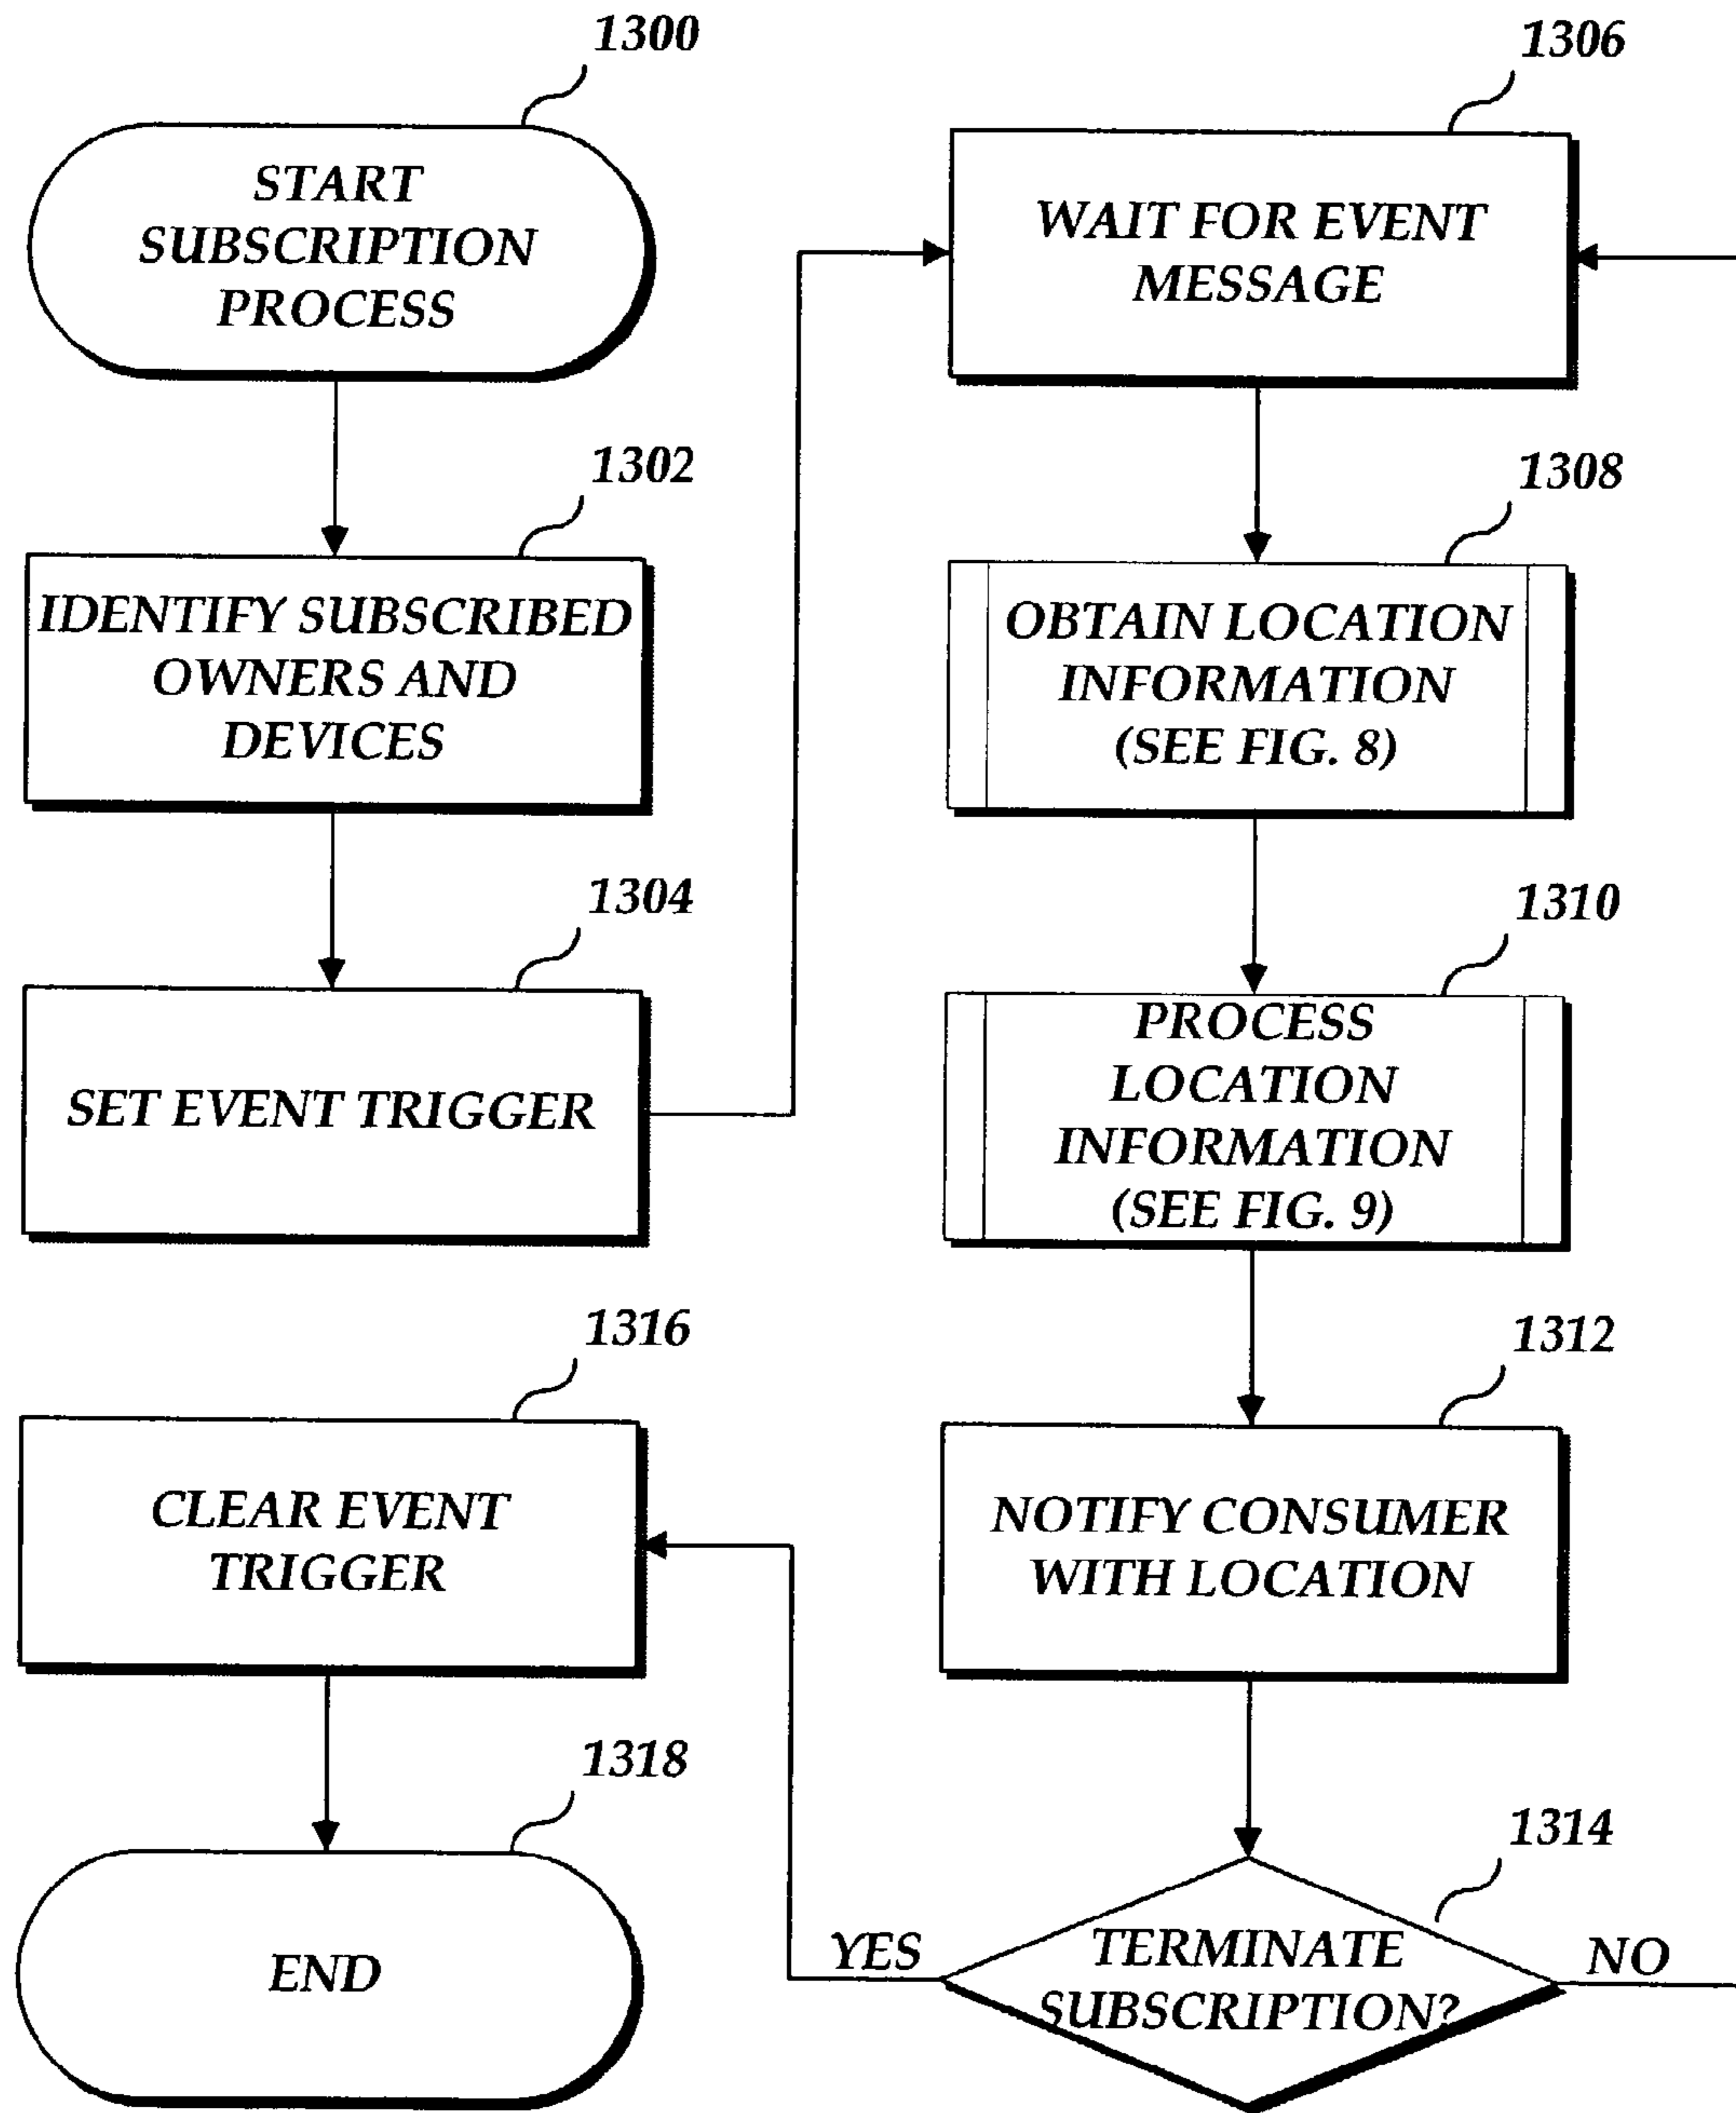 1300
START
SUBSCRIPTION
PROCESS
1302
IDENTIFY SUBSCRIBED
OWNERS AND
DEVICES
1304
SET EVENT TRIGGER
1306
WAIT FOR EVENT
MESSAGE
1308
OBTAIN LOCATION
INFORMATION
(SEE FIG. 8)
1310
PROCESS
LOCATION
INFORMATION
(SEE FIG. 9)
1312
NOTIFY CONSUMER
WITH LOCATION
1314
TERMINATE
SUBSCRIPTION?
YES
NO
1316
CLEAR EVENT
TRIGGER
1318
END